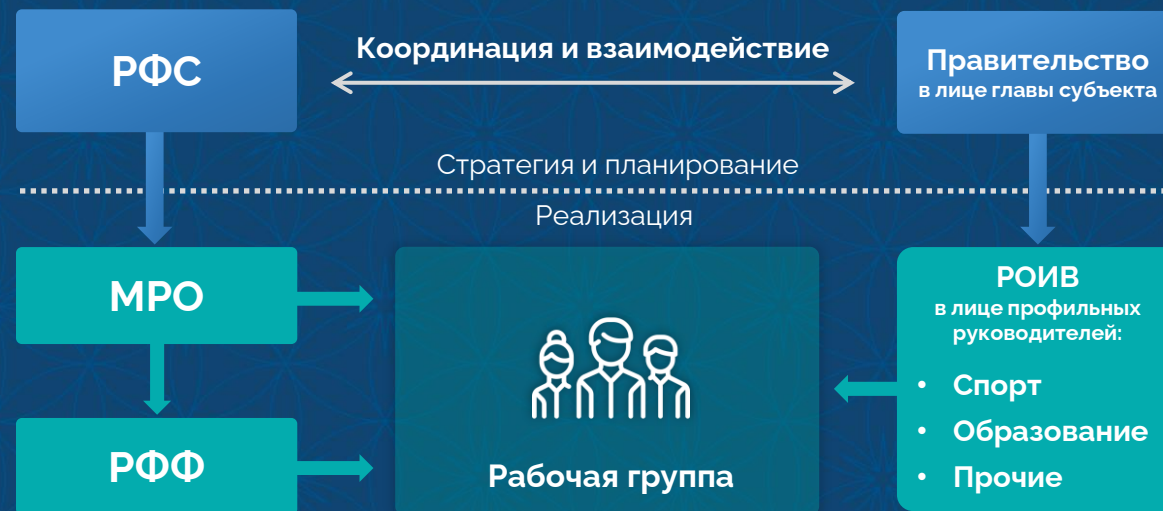 РФС
Координация и взаимодействие
Правительство
в лице главы субъекта
Стратегия и планирование
Реализация
МРО
РФФ
Рабочая группа
РОИВ
в лице профильных
руководителей:
• Спорт
• Образование
• Прочие